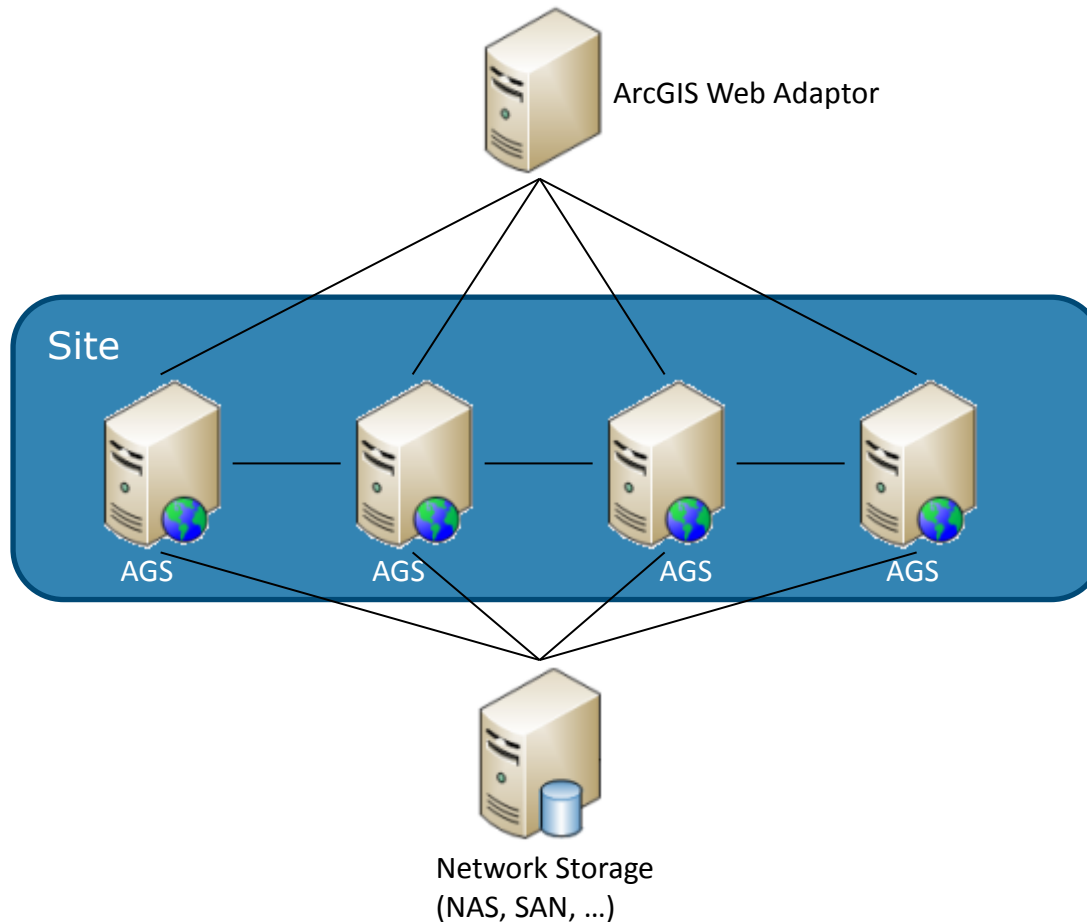 ArcGIS Web Adaptor
Site
AGS
AGS
AGS
AGS
Network Storage
(NAS, SAN, ...)